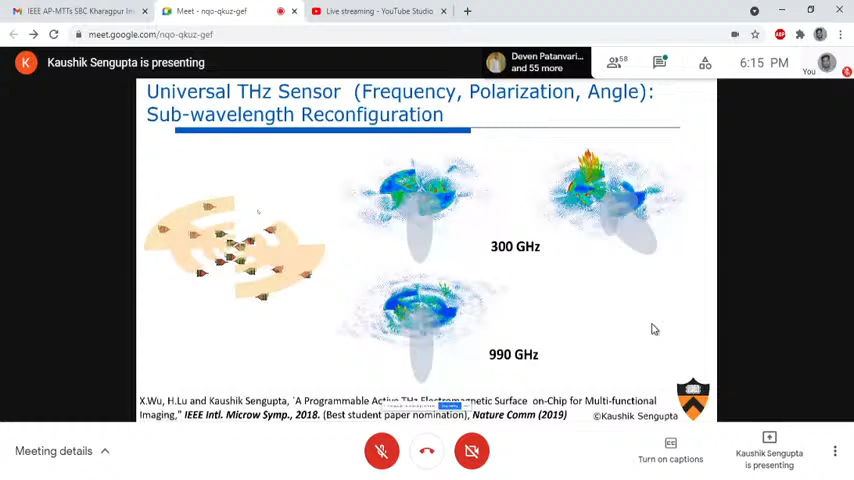 IEEE AP-MTTS SBC Kharagpur In
Meet - nqo-qkuz-gef
Live streaming - YouTube Studio
meet.google.com/nqo-qkuz-gef
ABP
K
Kaushik Sengupta is presenting
Deven Patanvari...
and 55 more
58
6:15 PM
You
Universal THz Sensor (Frequency, Polarization, Angle):
Sub-wavelength Reconfiguration
300 GHz
990 GHz
X.Wu, H.Lu and Kaushik Sengupta, `A Programmable Active THz Electromagnetic Surface on-Chip for Multi-functional
Imaging," IEEE Intl. Microw Symp., 2018. (Best student paper nomination), Nature Comm (2019)
©Kaushik Sengupta
Meeting details
Turn on captions
Kaushik Sengupta
is presenting